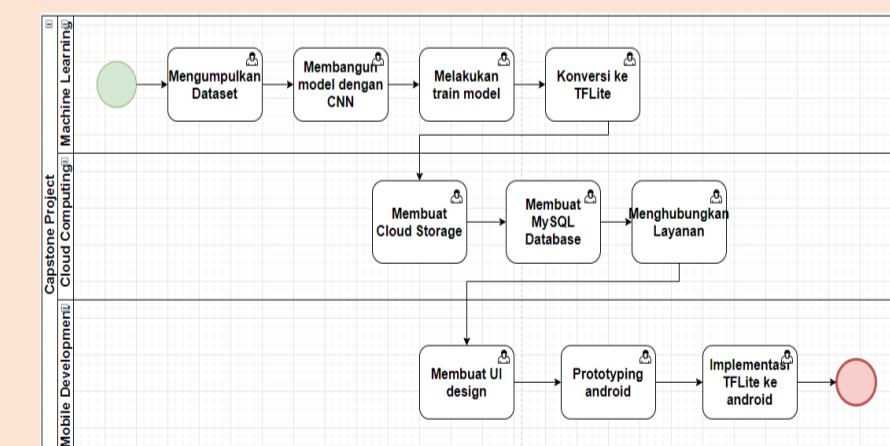 Capstone Project
Machine Learning
Mengumpulkan
Dataset
Membangun
model dengan
CNN
Melakukan
train model
Konversi ke
TFLite
Cloud Computing
Membuat
Cloud Storage
Membuat
MySQL
Database
Menghubungkan
Layanan
Mobile Development
Membuat UI
design
Prototyping
android
Implementasi
TFLite ke
android